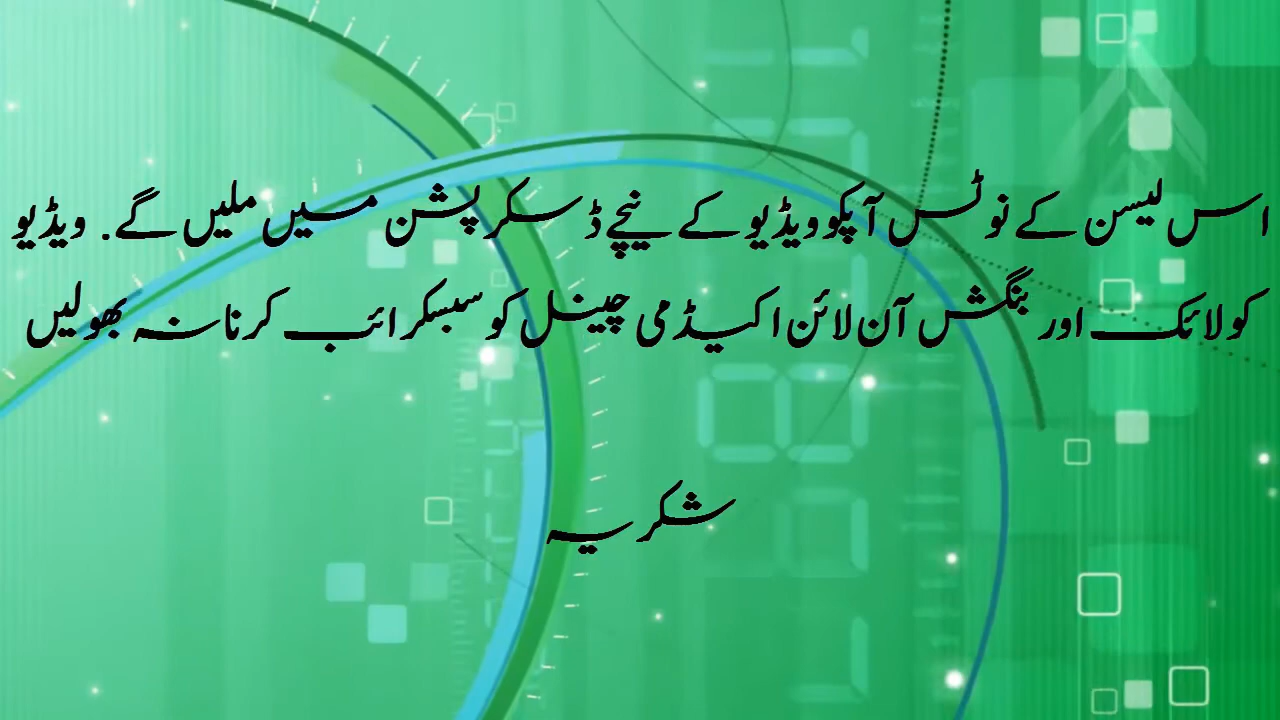 اس لیسن کے نوٹس آپکو ویڈیو کے نیچے ڈسکرپشن میں ملیں گے. ویڈیو
کو لائک اور بنگش آن لائن اکیڈمی چینل کو سبسکرائب کرنا نہ بھولیں
شکریہ